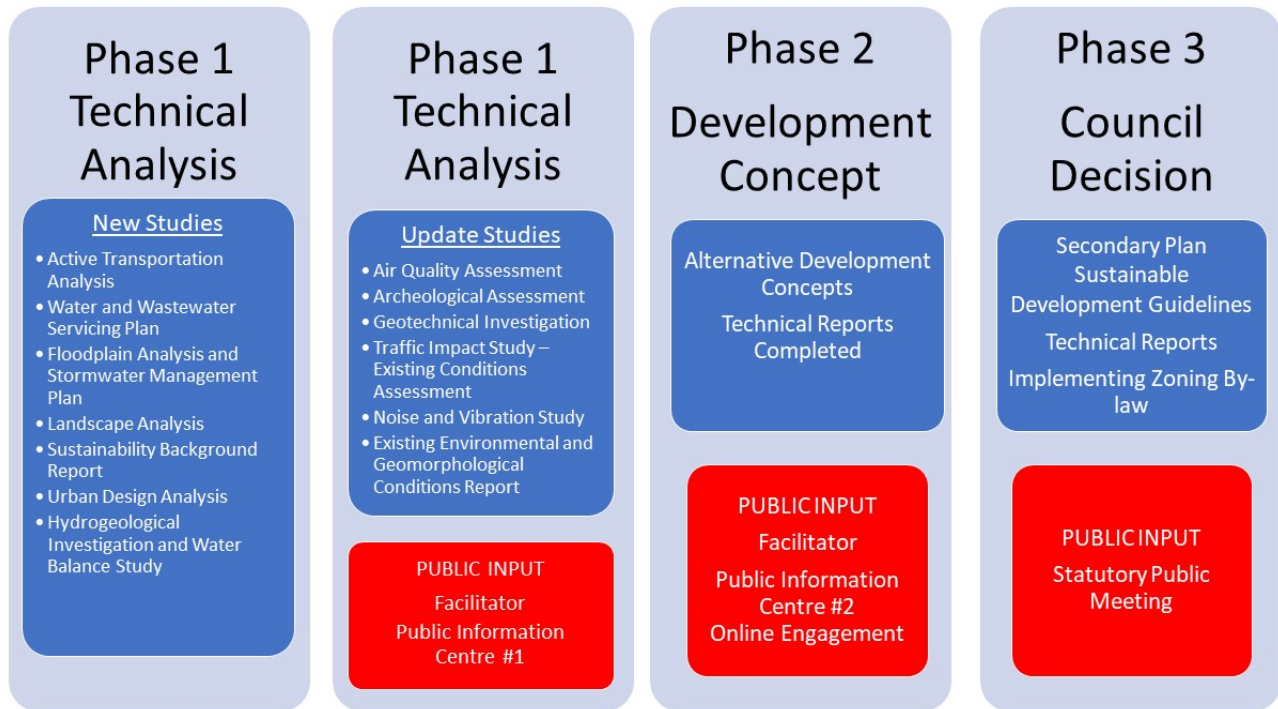 Phase 1
Technical
Analysis
New Studies
• Active Transportation
Analysis
• Water and Wastewater
Servicing Plan
• Floodplain Analysis and
Stormwater Management
Plan
• Landscape Analysis
• Sustainability Background
Report
• Urban Design Analysis
• Hydrogeological
Investigation and Water
Balance Study
Phase 1
Technical
Analysis
Update Studies
• Air Quality Assessment
• Archeological Assessment
• Geotechnical Investigation
• Traffic Impact Study –
Existing Conditions
Assessment
• Noise and Vibration Study
• Existing Environmental and
Geomorphological
Conditions Report
PUBLIC INPUT
Facilitator
Public Information
Centre #1
Phase 2
Development
Concept
Alternative Development
Concepts
Technical Reports
Completed
PUBLIC INPUT
Facilitator
Public Information
Centre #2
Online Engagement
Phase 3
Council
Decision
Secondary Plan
Sustainable
Development Guidelines
Technical Reports
Implementing Zoning By-
law
PUBLIC INPUT
Statutory Public
Meeting